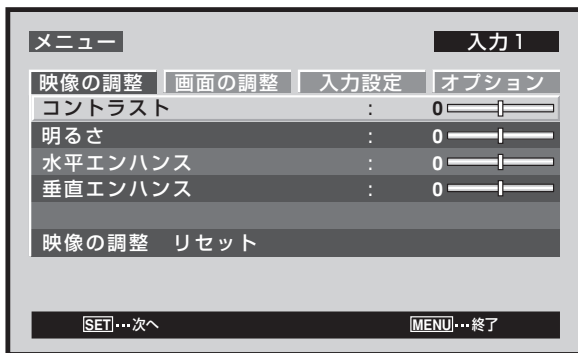 メニュー 入力1
映像の調整 画面の調整 入力設定 オプション
コントラスト : 0
明るさ : 0
水平エンハンス : 0
垂直エンハンス : 0
映像の調整 リセット
SET…次へ MENU…終了